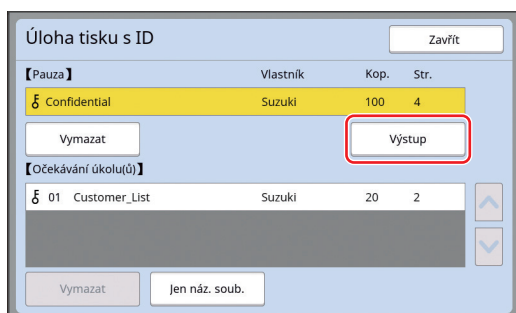 Úloha tisku s ID Zavřít
【Pauza】 Vlastník Kop. Str.
Confidential Suzuki 100 4
Vymazat Výstup
【Očekávání úkolu(ů)】
01 Customer_List Suzuki 20 2
Vymazat Jen náz. soub.